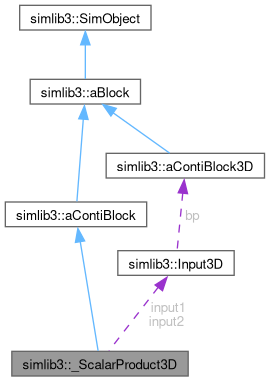 simlib3::SimObject
simlib3::aBlock
simlib3::aContiBlock3D
simlib3::aContiBlock
bp
simlib3::Input3D
input1
input2
simlib3::_ScalarProduct3D